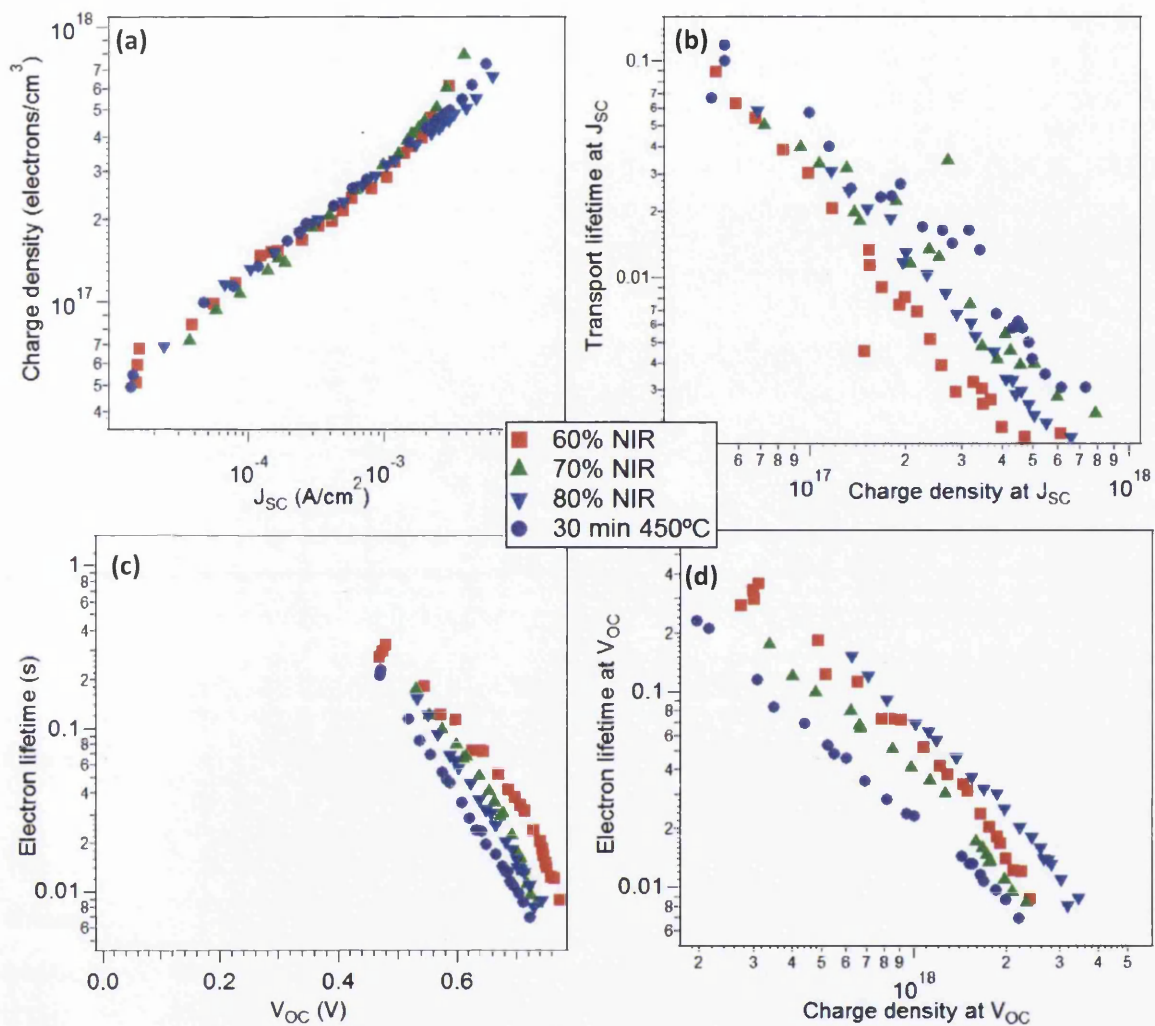 (a)
10^18
7
6
5
4
3
2
10^17
7
6
5
4
Charge density (electrons/cm^3)
10^-4
10^-3
J_SC (A/cm^2)
(b)
0.1
7
6
5
4
3
2
0.01
7
6
5
4
3
Transport lifetime at J_SC
6 7 8 9
10^17
2 3 4 5 6 7 8 9
10^18
Charge density at J_SC
60% NIR
70% NIR
80% NIR
30 min 450ºC
(c)
1
8
6
4
2
0.1
8
6
4
2
0.01
8
6
Electron lifetime (s)
0.0 0.2 0.4 0.6
V_OC (V)
(d)
4
2
0.1
8
6
4
2
0.01
8
6
Electron lifetime at V_OC
2 3 4 5 6 7 8 9
10^18
2 3 4 5
Charge density at V_OC